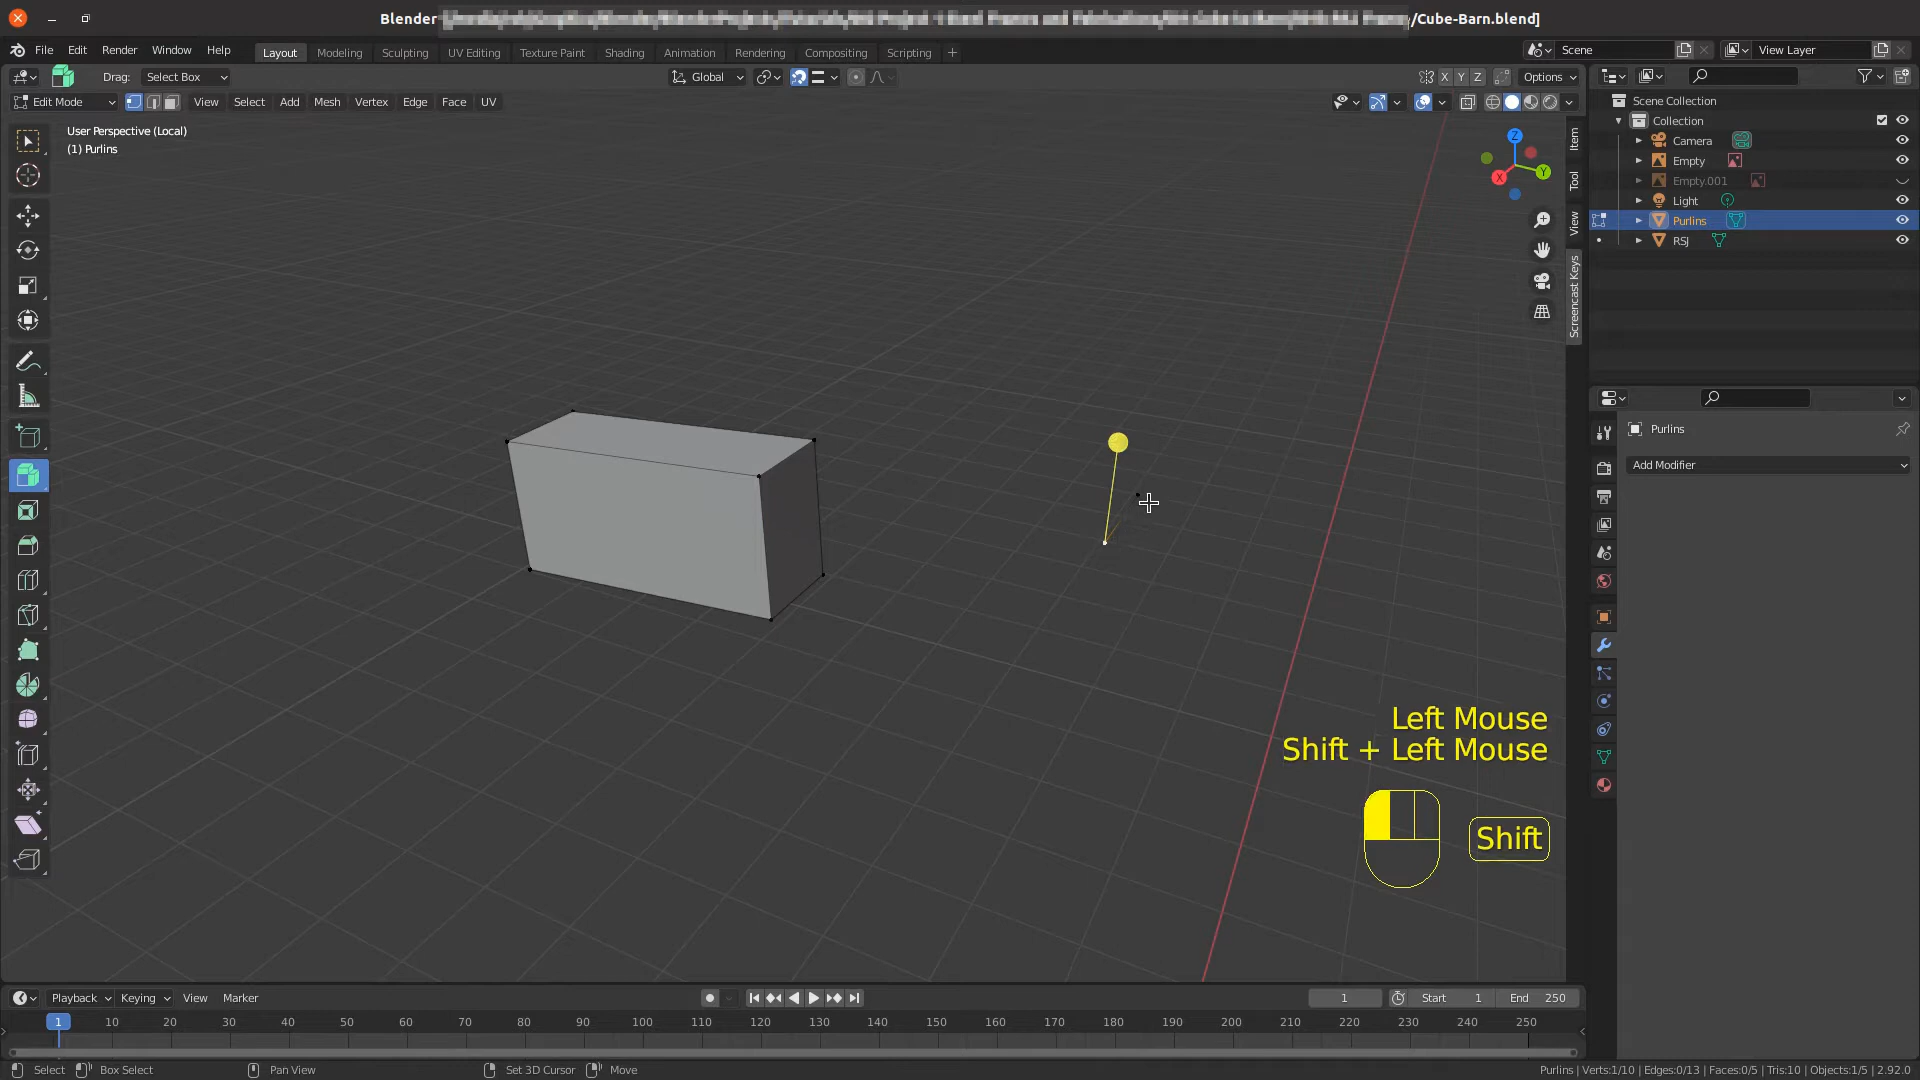 Blender
/Cube-Barn.blend]
File Edit Render Window Help
Layout Modeling Sculpting UV Editing Texture Paint Shading Animation Rendering Compositing Scripting
Scene
View Layer
Drag: Select Box
Global
X Y Z
Options
Edit Mode
View Select Add Mesh Vertex Edge Face UV
User Perspective (Local)
(1) Purlins
Z
Y
X
Item
Tool
View
Screencast Keys
Scene Collection
Collection
Camera
Empty
Empty.001
Light
Purlins
RSJ
Purlins
Add Modifier
Left Mouse
Shift + Left Mouse
Shift
Playback Keying View Marker
1
Start 1
End 250
1 10 20 30 40 50 60 70 80 90 100 110 120 130 140 150 160 170 180 190 200 210 220 230 240 250
Select Box Select Pan View Set 3D Cursor Move
Purlins | Verts:1/10 | Edges:0/13 | Faces:0/5 | Tris:10 | Objects:1/5 | 2.92.0